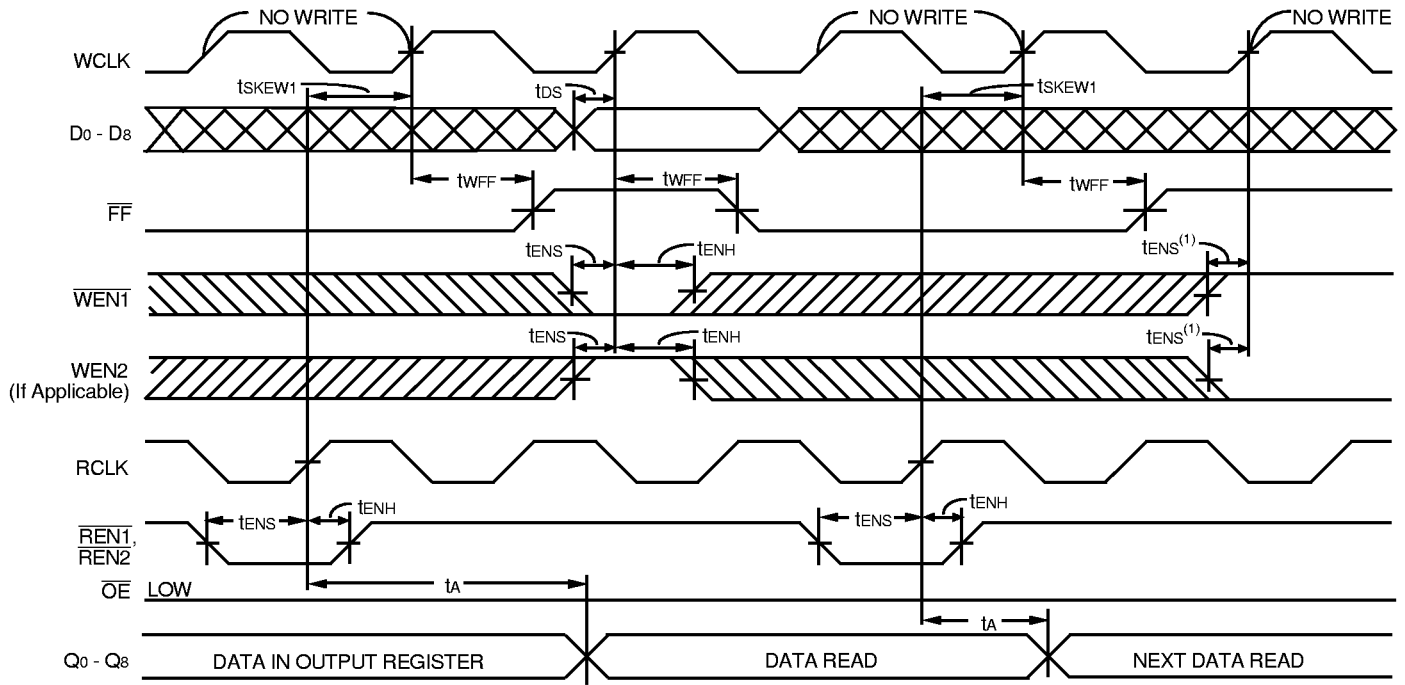 NO WRITE NO WRITE NO WRITE
WCLK
tSKEW1 tDS tSKEW1
D0 - D8
tWFF tWFF tWFF
FF
tENS tENH tENS(1)
WEN1
tENS tENH tENS(1)
WEN2
(If Applicable)
RCLK
tENS tENH tENS tENH
REN1,
REN2
tA
OE LOW
tA
Q0 - Q8 DATA IN OUTPUT REGISTER DATA READ NEXT DATA READ